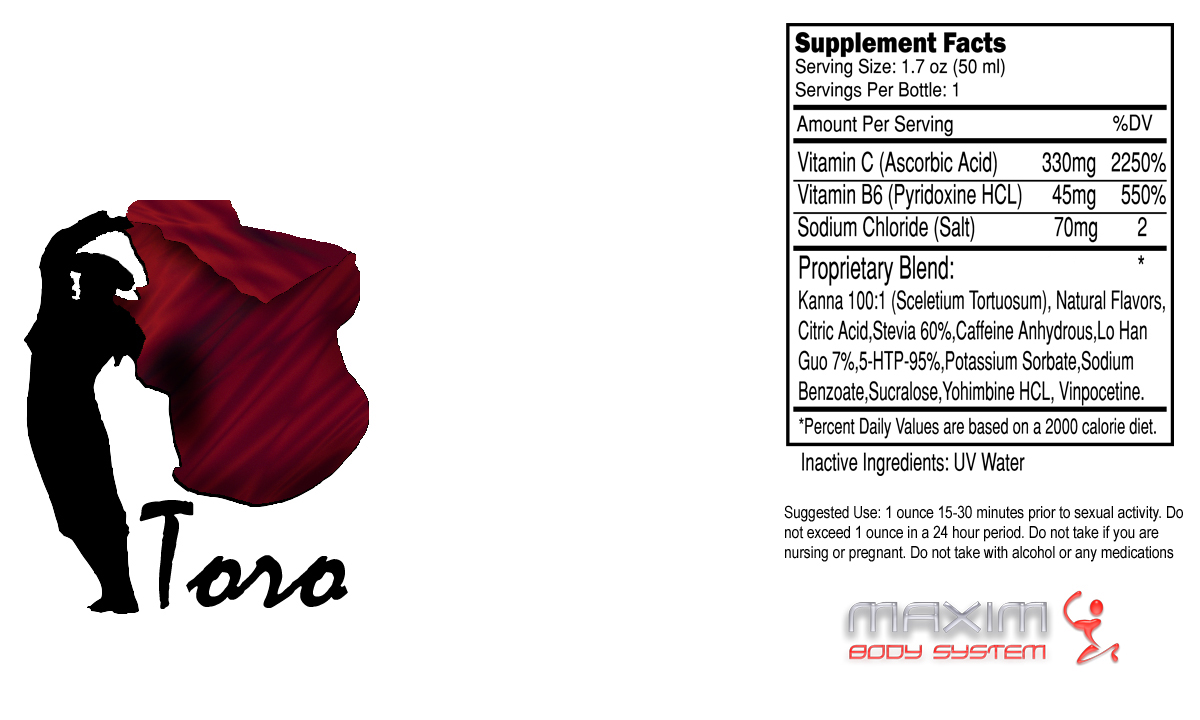 Toro
Supplement Facts
Serving Size: 1.7 oz (50 ml)
Servings Per Bottle: 1
Amount Per Serving %DV
Vitamin C (Ascorbic Acid) 330mg 2250%
Vitamin B6 (Pyridoxine HCL) 45mg 550%
Sodium Chloride (Salt) 70mg 2
Proprietary Blend: *
Kanna 100:1 (Sceletium Tortuosum), Natural Flavors,
Citric Acid,Stevia 60%,Caffeine Anhydrous,Lo Han
Guo 7%,5-HTP-95%,Potassium Sorbate,Sodium
Benzoate,Sucralose,Yohimbine HCL, Vinpocetine.
*Percent Daily Values are based on a 2000 calorie diet.
Inactive Ingredients: UV Water
Suggested Use: 1 ounce 15-30 minutes prior to sexual activity. Do
not exceed 1 ounce in a 24 hour period. Do not take if you are
nursing or pregnant. Do not take with alcohol or any medications
MAXIM
BODY SYSTEM